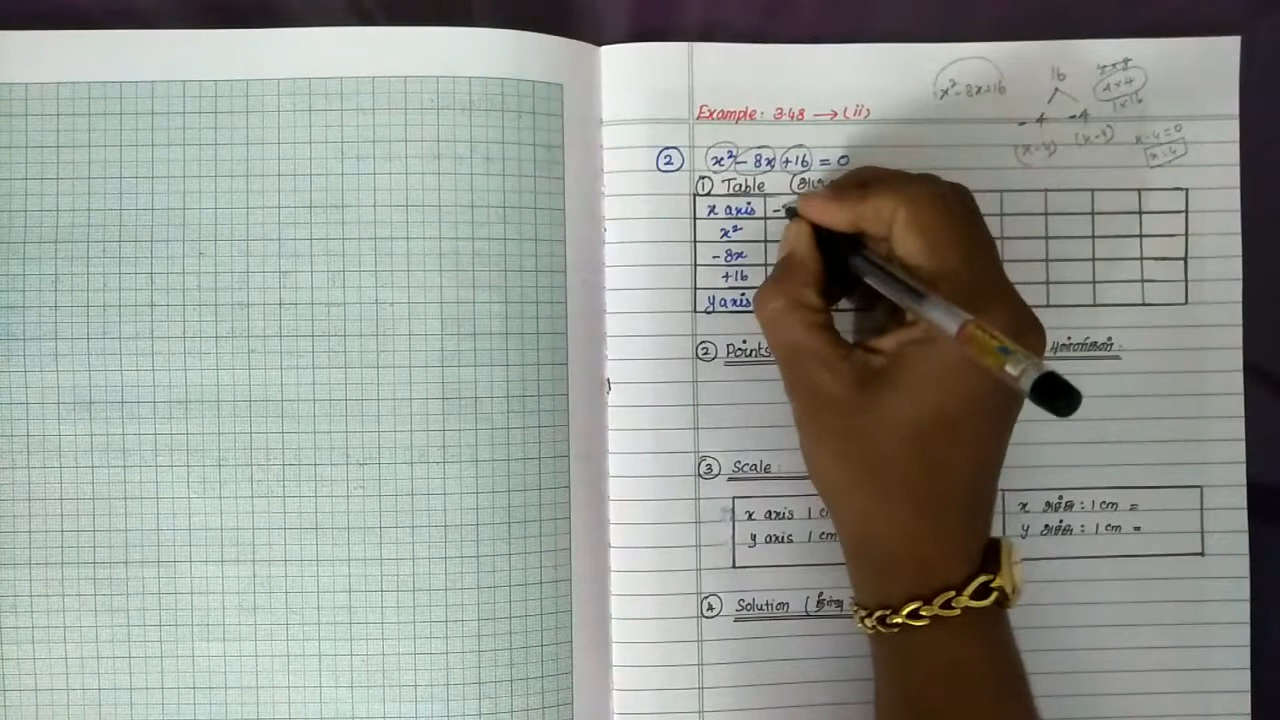 x² - 8x + 16
16
4 × 4
1 × 16
- 4 - 4
(x-4) (x-4)
x-4=0
x=4
Example: 3.48 → (ii)
② x² - 8x + 16 = 0
① Table
x axis
x²
-8x
+16
y axis
② Points புள்ளிகள்.
③ Scale:
x axis 1 cm
y axis 1 cm
x அச்சு : 1 cm =
y அச்சு : 1 cm =
④ Solution (தீர்வு